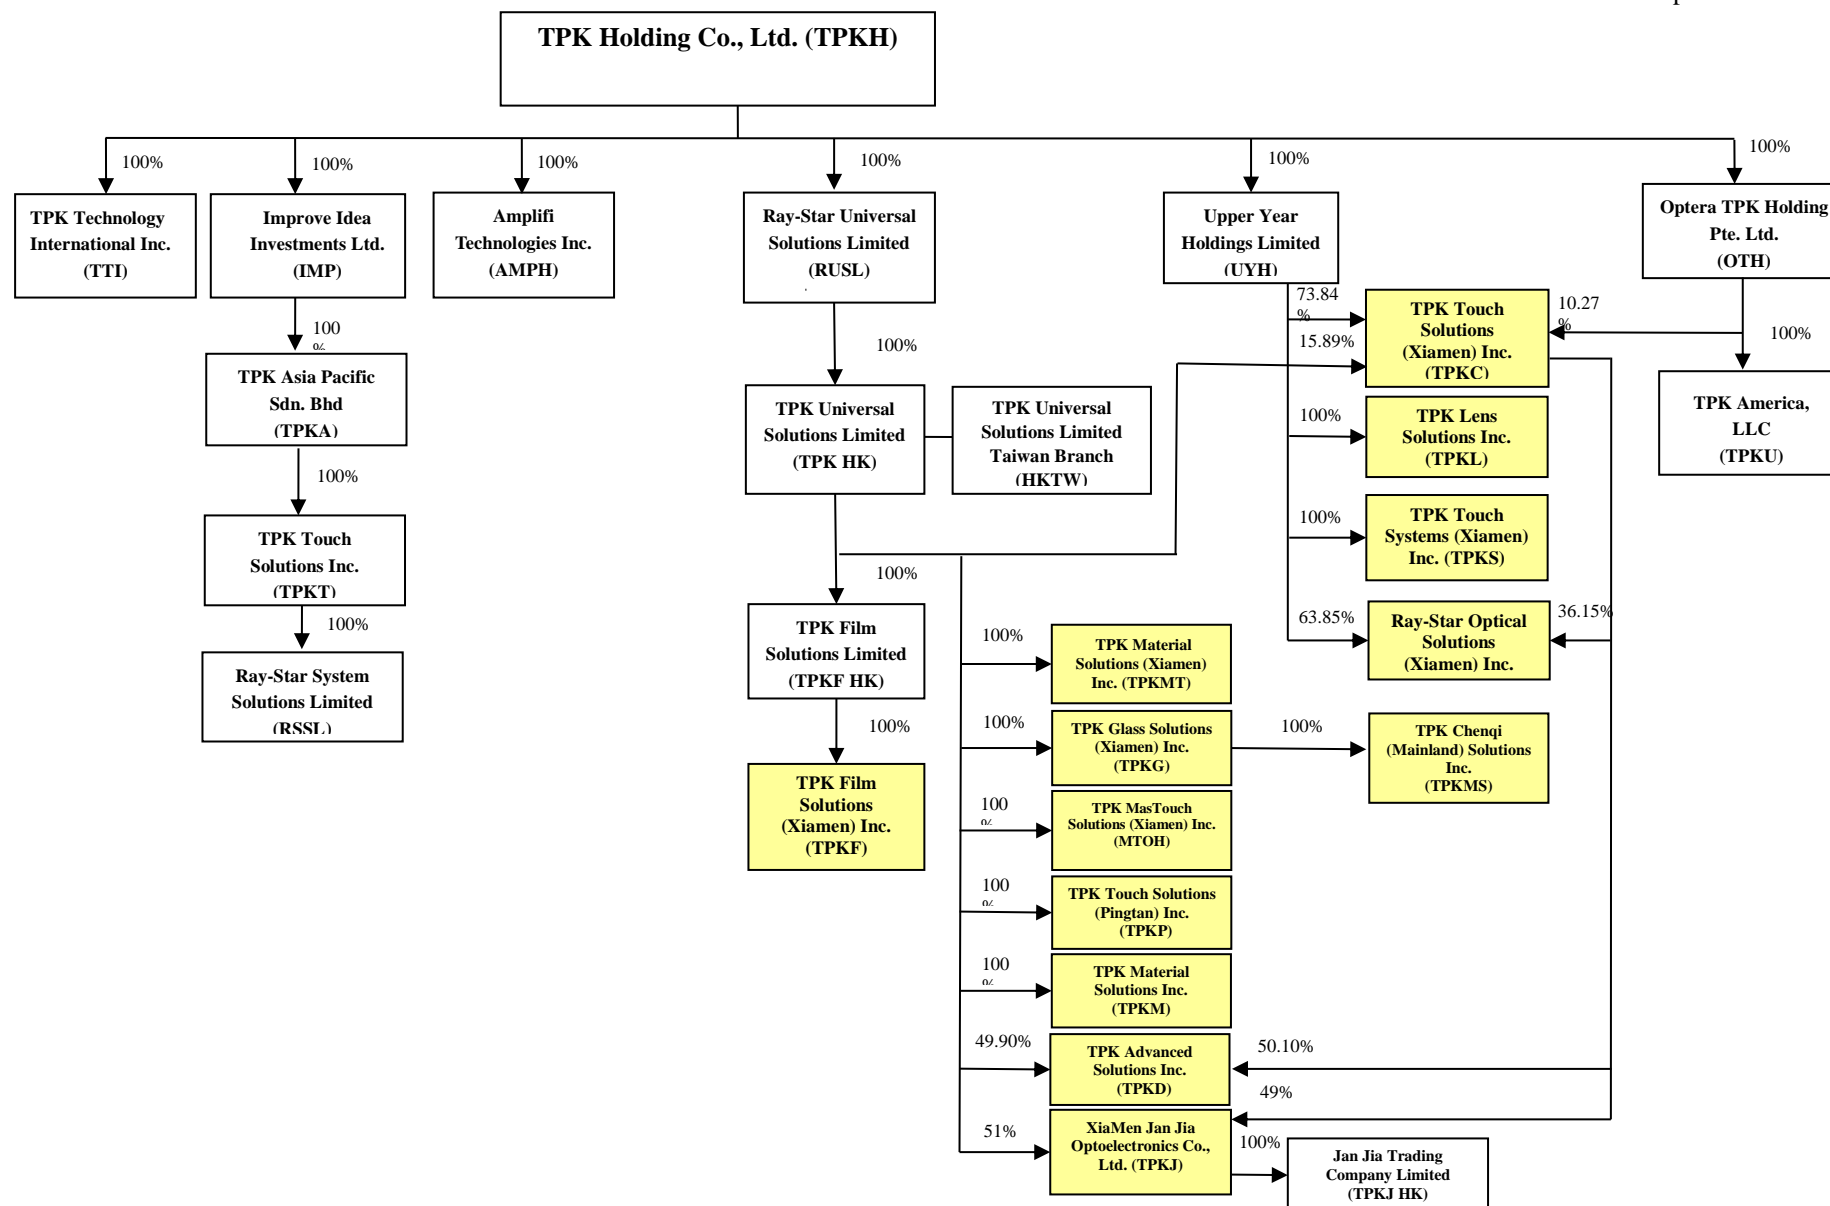 TPK Holding Co., Ltd. (TPKH)
100%
100%
100%
100%
100%
100%
TPK Technology
International Inc.
(TTI)
Improve Idea
Investments Ltd.
(IMP)
Amplifi
Technologies Inc.
(AMPH)
Ray-Star Universal
Solutions Limited
(RUSL)
Upper Year
Holdings Limited
(UYH)
Optera TPK Holding
Pte. Ltd.
(OTH)
100
%
TPK Asia Pacific
Sdn. Bhd
(TPKA)
100%
TPK Touch
Solutions Inc.
(TPKT)
100%
Ray-Star System
Solutions Limited
(RSSL)
100%
TPK Universal
Solutions Limited
(TPK HK)
TPK Universal
Solutions Limited
Taiwan Branch
(HKTW)
100%
TPK Film
Solutions Limited
(TPKF HK)
100%
TPK Film
Solutions
(Xiamen) Inc.
(TPKF)
73.84
%
15.89%
TPK Touch
Solutions
(Xiamen) Inc.
(TPKC)
10.27
%
100%
TPK America,
LLC
(TPKU)
100%
TPK Lens
Solutions Inc.
(TPKL)
100%
TPK Touch
Systems (Xiamen)
Inc. (TPKS)
63.85%
Ray-Star Optical
Solutions
(Xiamen) Inc.
36.15%
100%
TPK Material
Solutions (Xiamen)
Inc. (TPKMT)
100%
TPK Glass Solutions
(Xiamen) Inc.
(TPKG)
100%
TPK Chenqi
(Mainland) Solutions
Inc.
(TPKMS)
100
%
TPK MasTouch
Solutions (Xiamen) Inc.
(MTOH)
100
%
TPK Touch Solutions
(Pingtan) Inc.
(TPKP)
100
%
TPK Material
Solutions Inc.
(TPKM)
49.90%
TPK Advanced
Solutions Inc.
(TPKD)
50.10%
49%
51%
XiaMen Jan Jia
Optoelectronics Co.,
Ltd. (TPKJ)
100%
Jan Jia Trading
Company Limited
(TPKJ HK)